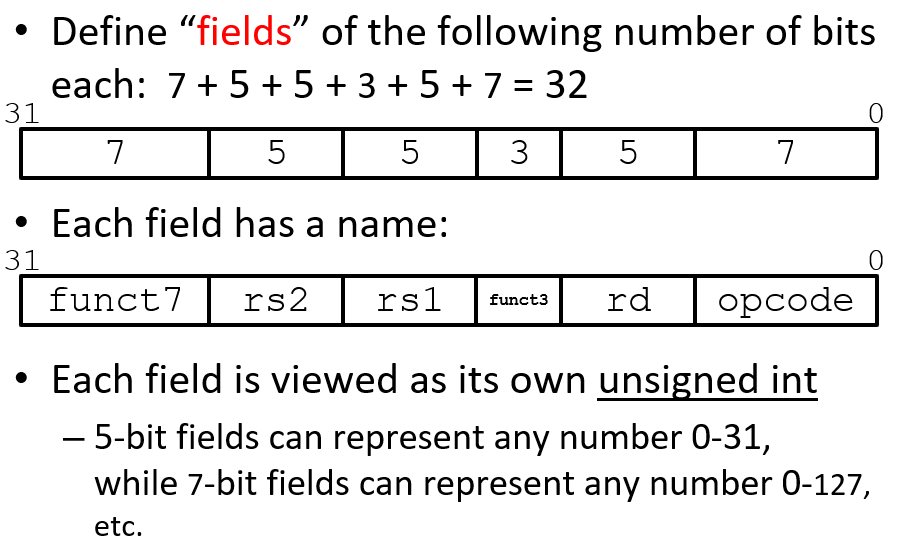 • Define “fields” of the following number of bits
each: 7 + 5 + 5 + 3 + 5 + 7 = 32
31 0
7 5 5 3 5 7
• Each field has a name:
31 0
funct7 rs2 rs1 funct3 rd opcode
• Each field is viewed as its own unsigned int
– 5-bit fields can represent any number 0-31,
while 7-bit fields can represent any number 0-127,
etc.